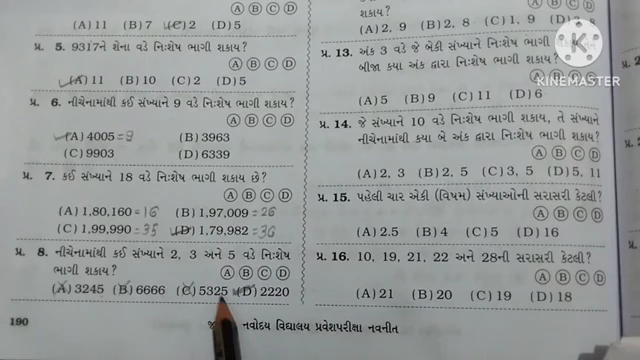 Ⓐ Ⓑ Ⓒ Ⓓ
(A) 11 (B) 7 (C) 2 (D) 5
પ્ર. 5. 9317ને શેના વડે નિઃશેષ ભાગી શકાય?
Ⓐ Ⓑ Ⓒ Ⓓ
(A) 11 (B) 10 (C) 2 (D) 5
પ્ર. 6. નીચેનામાંથી કઈ સંખ્યાને 9 વડે નિઃશેષ ભાગી શકાય?
Ⓐ Ⓑ Ⓒ Ⓓ
(A) 4005 = 9 (B) 3963
(C) 9903 (D) 6339
પ્ર. 7. કઈ સંખ્યાને 18 વડે નિઃશેષ ભાગી શકાય છે?
Ⓐ Ⓑ Ⓒ Ⓓ
(A) 1,80,160 = 16 (B) 1,97,009 = 26
(C) 1,99,990 = 35 (D) 1,79,982 = 36
પ્ર. 8. નીચેનામાંથી કઈ સંખ્યાને 2, 3 અને 5 વડે નિઃશેષ
ભાગી શકાય? Ⓐ Ⓑ Ⓒ Ⓓ
(A) 3245 (B) 6666 (C) 5325 (D) 2220
190
શકાય?
Ⓐ Ⓑ Ⓒ Ⓓ
(A) 2, 9 (B) 2, 8 (C) 1, 9 (D) 8
પ્ર. 13. અંક 3 વડે જે બેકી સંખ્યાને નિઃશેષ ભાગી
બીજા કયા અંક દ્વારા નિઃશેષ ભાગી શકાય?
KINEMASTER
Ⓐ Ⓑ Ⓒ Ⓓ
(A) 5 (B) 9 (C) 11 (D) 6
પ્ર. 14. જે સંખ્યાને 10 વડે નિઃશેષ ભાગી શકાય, તે સંખ્યાને
નીચેનામાંથી કયા બે અંક દ્વારા નિઃશેષ ભાગી શકાય?
Ⓐ Ⓑ Ⓒ Ⓓ
(A) 2, 3 (B) 2, 5 (C) 3, 5 (D) 5, 11
પ્ર. 15. પહેલી ચાર એકી (વિષમ) સંખ્યાઓની સરાસરી કેટલી?
Ⓐ Ⓑ Ⓒ Ⓓ
(A) 2.5 (B) 4 (C) 5 (D) 16
પ્ર. 16. 10, 19, 21, 22 અને 28ની સરાસરી કેટલી?
Ⓐ Ⓑ Ⓒ Ⓓ
(A) 21 (B) 20 (C) 19 (D) 18
નવોદય વિદ્યાલય પ્રવેશપરીક્ષા નવનીત